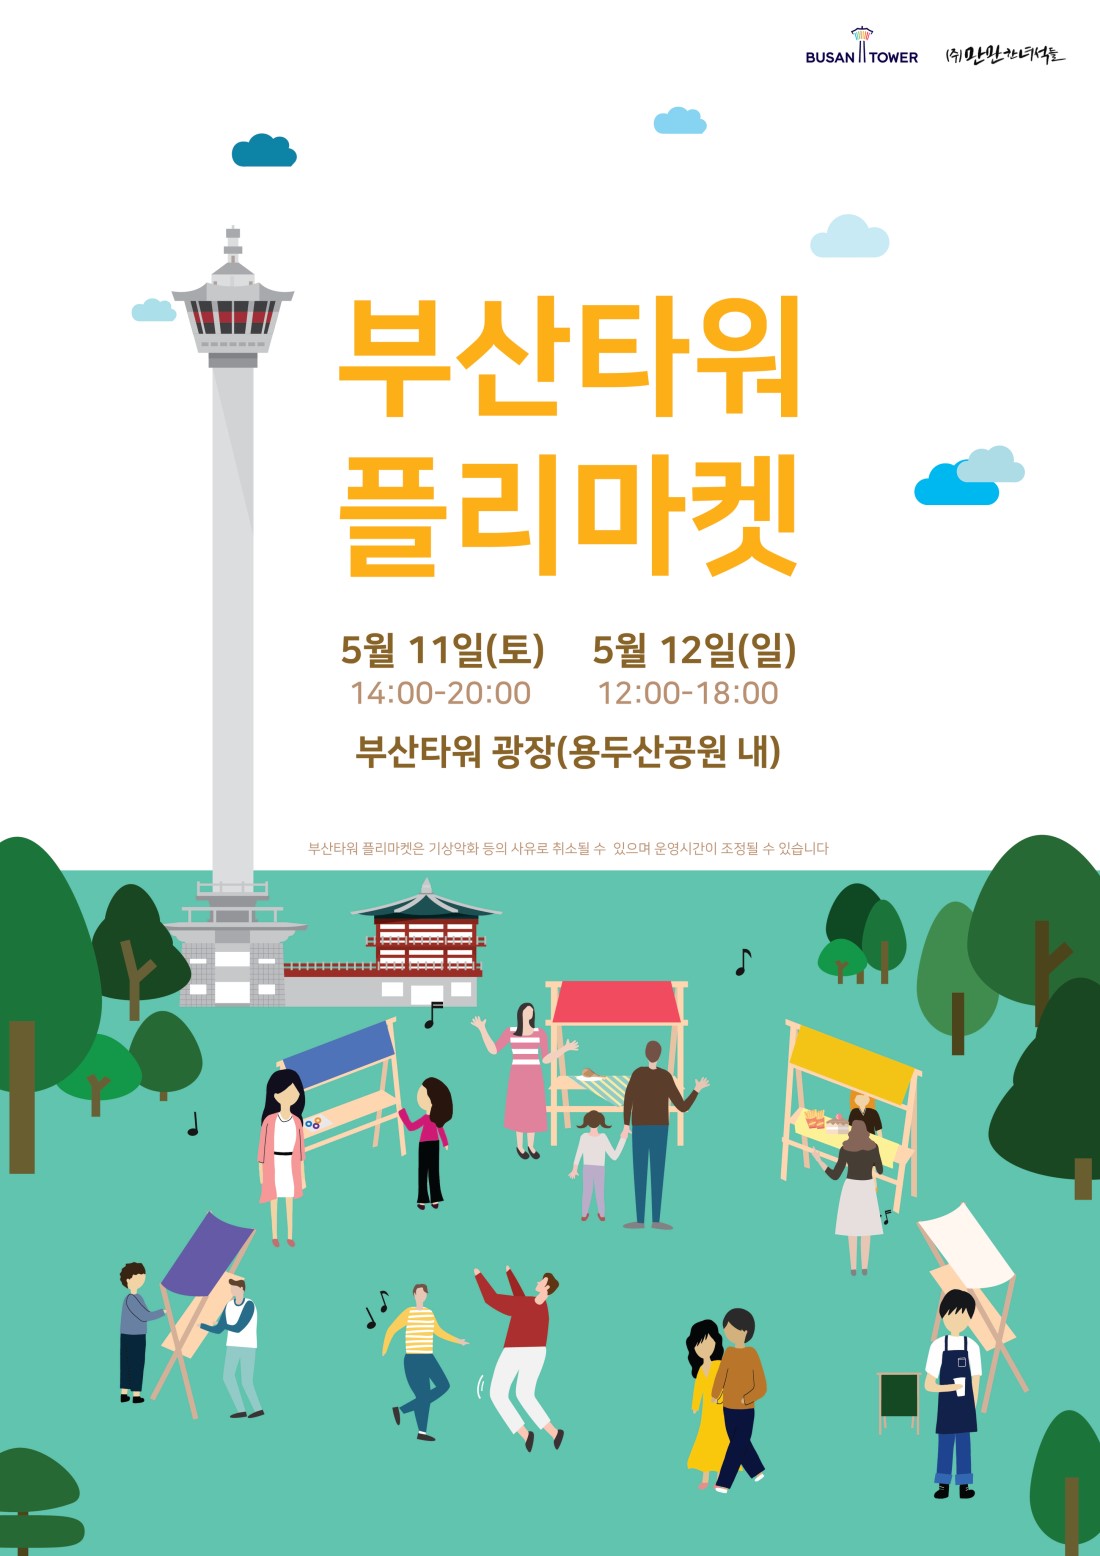 BUSAN TOWER
(주)만만한녀석들
부산타워
플리마켓
5월 11일(토) 5월 12일(일)
14:00-20:00 12:00-18:00
부산타워 광장(용두산공원 내)
부산타워 플리마켓은 기상악화 등의 사유로 취소될 수 있으며 운영시간이 조정될 수 있습니다